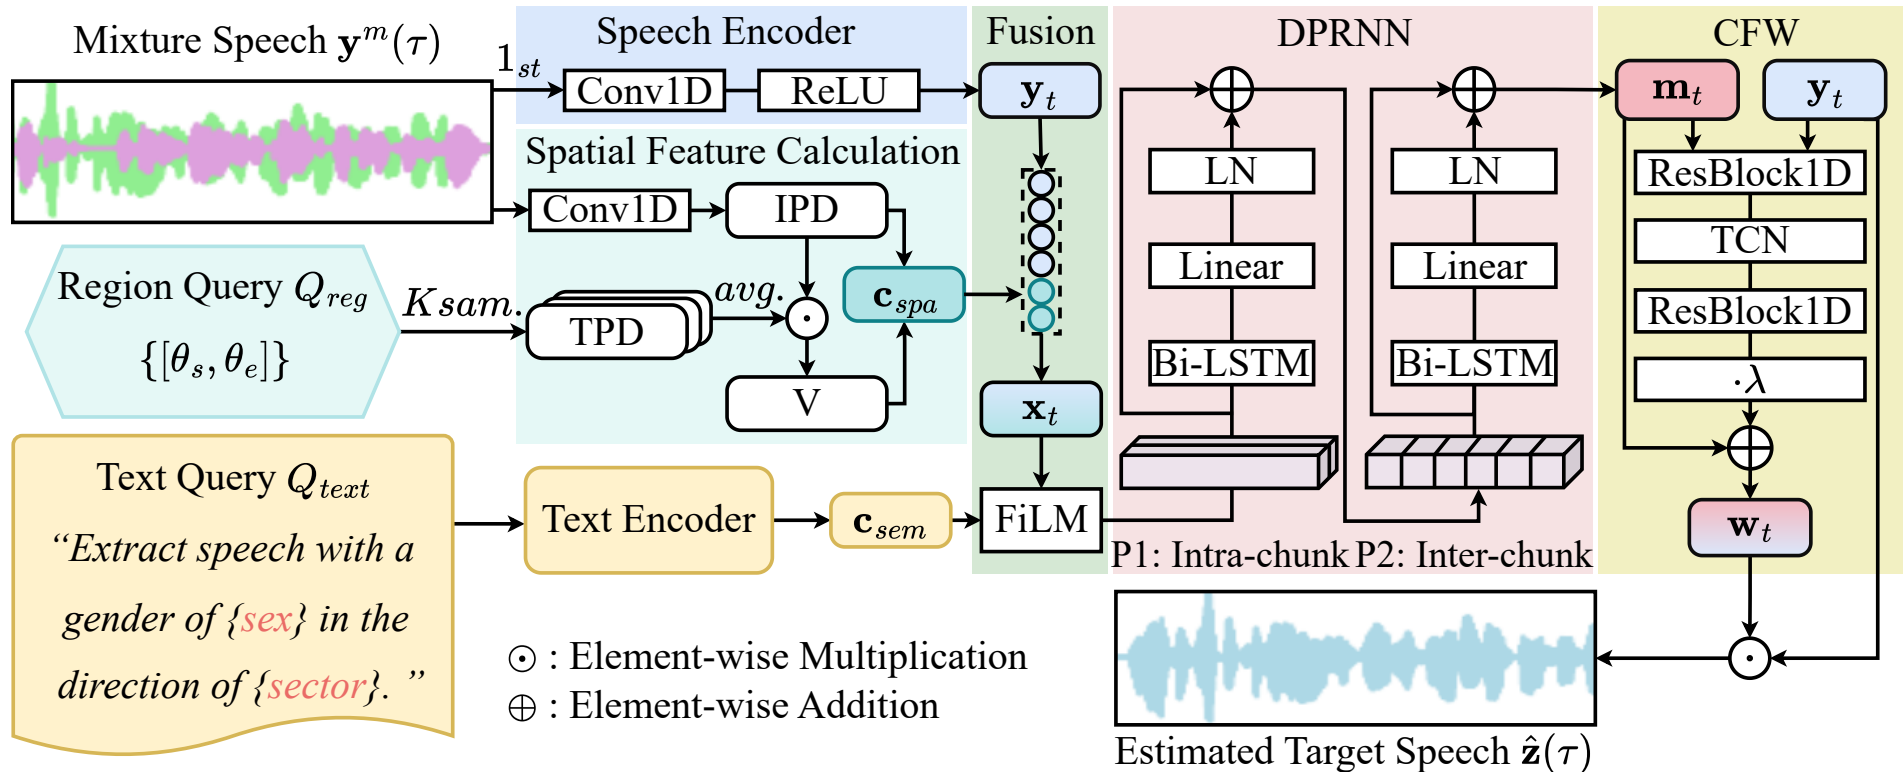 Mixture Speech y^m(τ)
1_st
Speech Encoder
Conv1D
ReLU
Fusion
y_t
DPRNN
CFW
m_t
y_t
Spatial Feature Calculation
Conv1D
IPD
Region Query Q_reg
{[θ_s, θ_e]}
Ksam.
TPD
avg.
⊙
c_spa
V
x_t
Text Query Q_text
“Extract speech with a
gender of {sex} in the
direction of {sector}. ”
Text Encoder
c_sem
FiLM
⊕
LN
Linear
Bi-LSTM
P1: Intra-chunk
⊕
LN
Linear
Bi-LSTM
P2: Inter-chunk
ResBlock1D
TCN
ResBlock1D
·λ
⊕
w_t
⊙
⊙ : Element-wise Multiplication
⊕ : Element-wise Addition
Estimated Target Speech ẑ(τ)